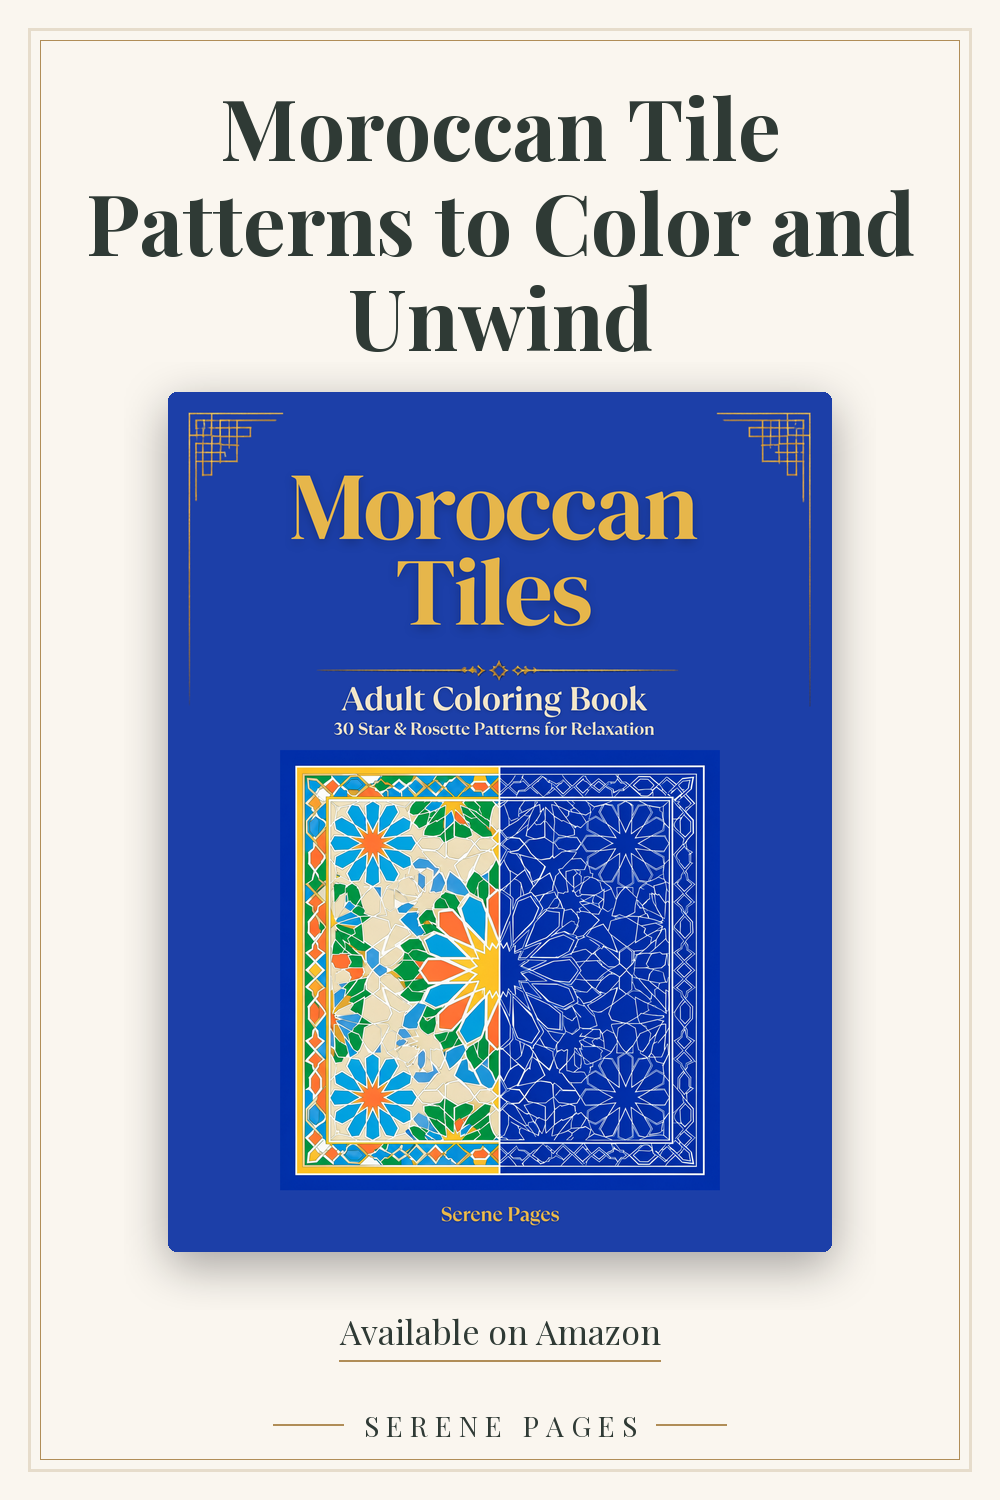 Moroccan Tile
Patterns to Color and
Unwind
Moroccan
Tiles
Adult Coloring Book
30 Star & Rosette Patterns for Relaxation
Serene Pages
Available on Amazon
SERENE PAGES